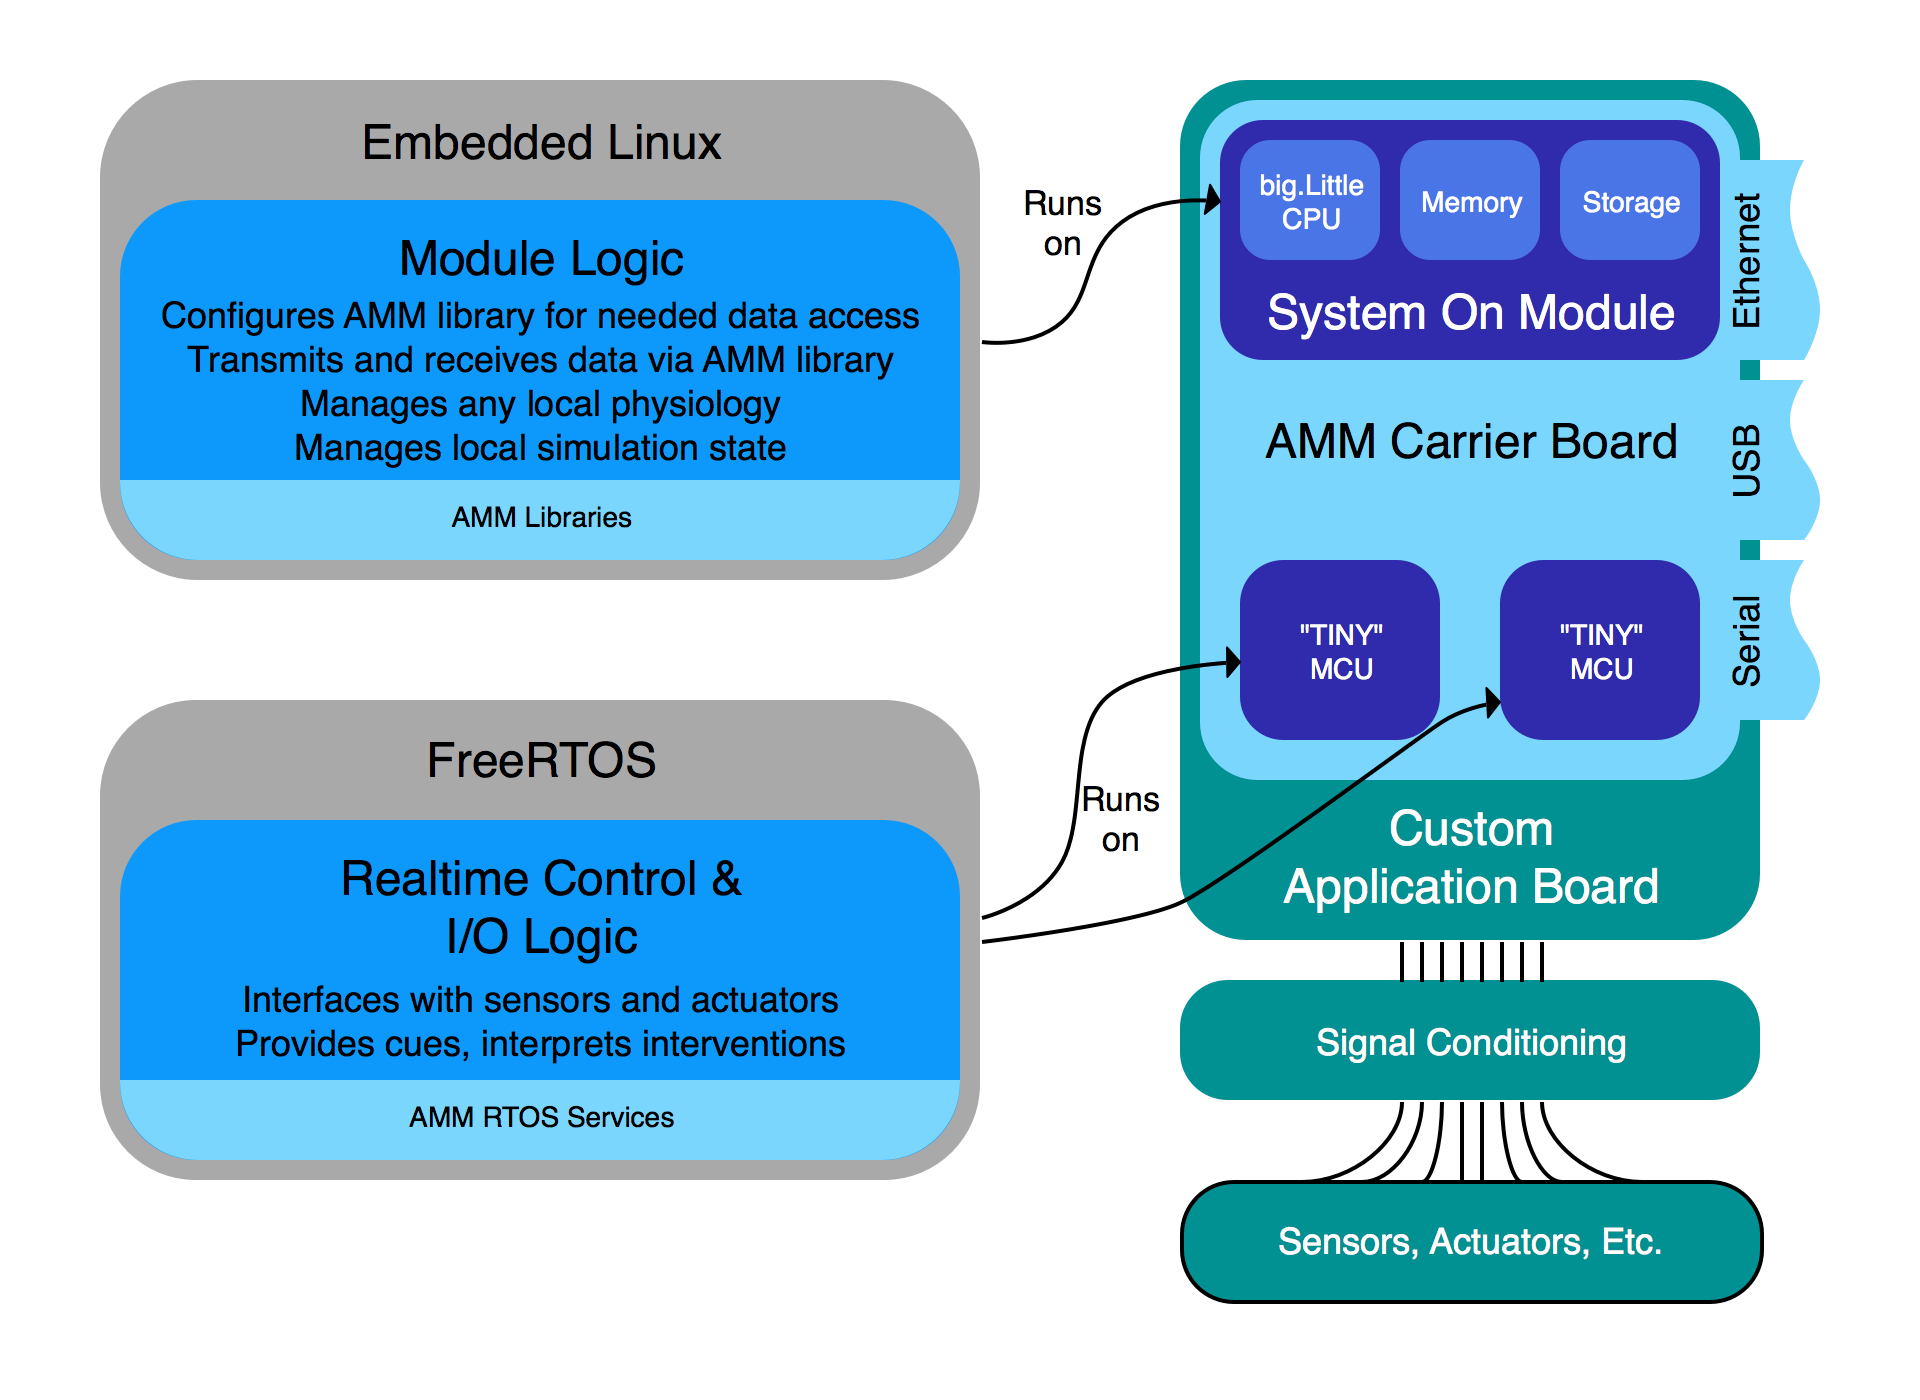 Embedded Linux
Module Logic
Configures AMM library for needed data access
Transmits and receives data via AMM library
Manages any local physiology
Manages local simulation state
AMM Libraries
Runs
on
big.Little
CPU
Memory
Storage
System On Module
Ethernet
AMM Carrier Board
USB
"TINY"
MCU
"TINY"
MCU
Serial
FreeRTOS
Realtime Control &
I/O Logic
Interfaces with sensors and actuators
Provides cues, interprets interventions
AMM RTOS Services
Runs
on
Custom
Application Board
Signal Conditioning
Sensors, Actuators, Etc.